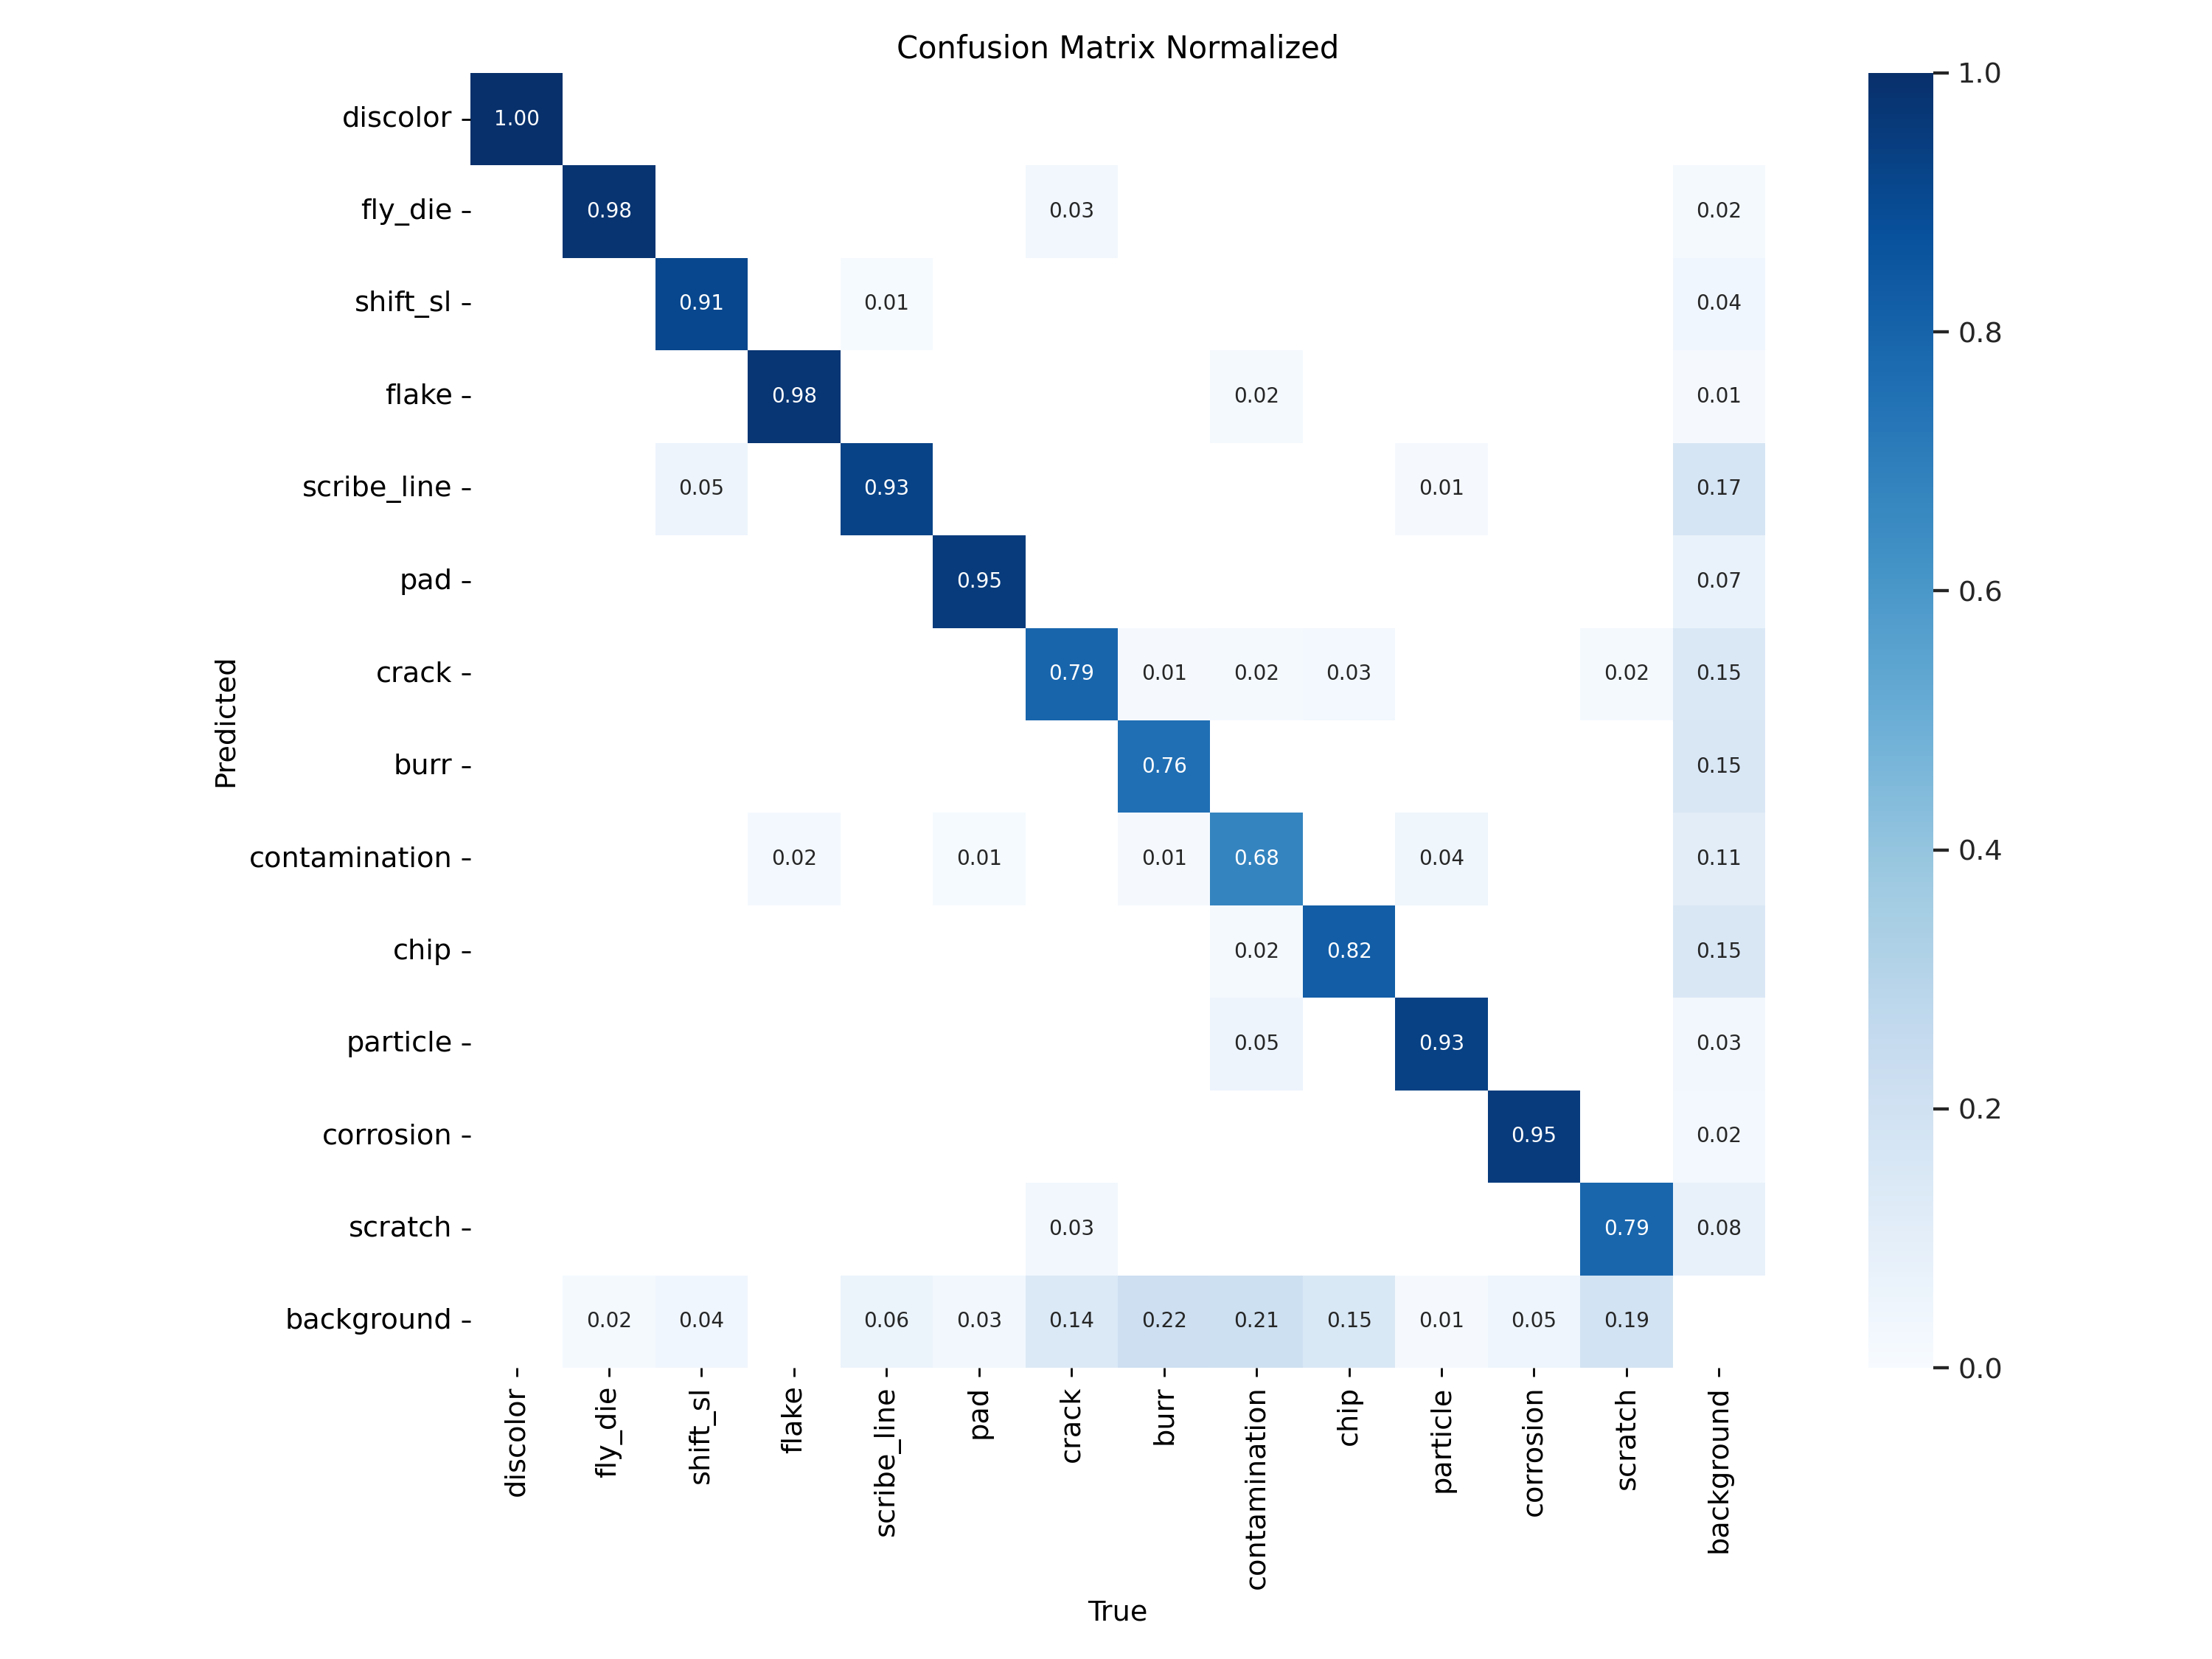 Confusion Matrix Normalized
discolor 1.00
fly_die 0.98 0.03 0.02
shift_sl 0.91 0.01 0.04
flake 0.98 0.02 0.01
scribe_line 0.05 0.93 0.01 0.17
pad 0.95 0.07
crack 0.79 0.01 0.02 0.03 0.02 0.15
burr 0.76 0.15
contamination 0.02 0.01 0.01 0.68 0.04 0.11
chip 0.02 0.82 0.15
particle 0.05 0.93 0.03
corrosion 0.95 0.02
scratch 0.03 0.79 0.08
background 0.02 0.04 0.06 0.03 0.14 0.22 0.21 0.15 0.01 0.05 0.19
Predicted
discolor
fly_die
shift_sl
flake
scribe_line
pad
crack
burr
contamination
chip
particle
corrosion
scratch
background
True
1.0
0.8
0.6
0.4
0.2
0.0